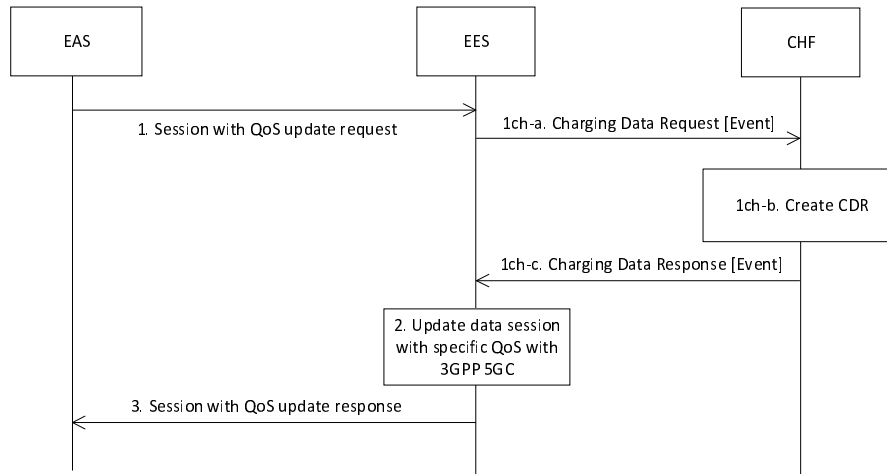 EAS
EES
CHF
1. Session with QoS update request
1ch-a. Charging Data Request [Event]
1ch-b. Create CDR
1ch-c. Charging Data Response [Event]
2. Update data session
with specific QoS with
3GPP 5GC
3. Session with QoS update response